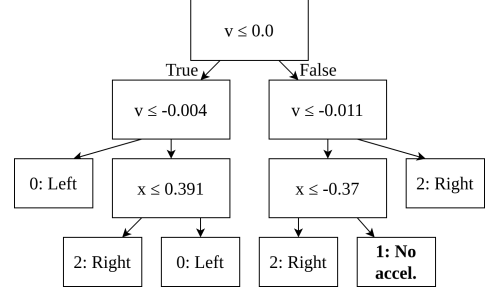 v ≤ 0.0
True
False
v ≤ -0.004
v ≤ -0.011
0: Left
x ≤ 0.391
x ≤ -0.37
2: Right
2: Right
0: Left
2: Right
1: No
accel.